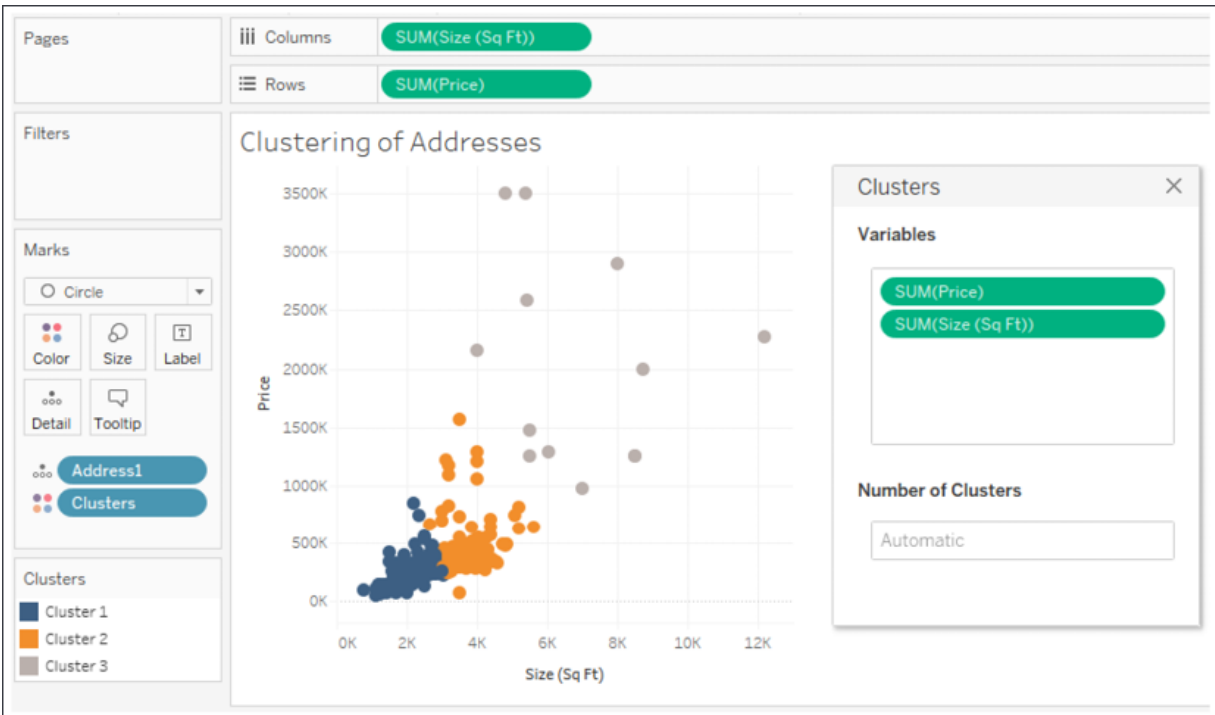 Pages
Columns
SUM(Size (Sq Ft))
Rows
SUM(Price)
Filters
Marks
Circle
Color
Size
Label
Detail
Tooltip
Address1
Clusters
Clusters
Cluster 1
Cluster 2
Cluster 3
Clustering of Addresses
3500K
3000K
2500K
2000K
1500K
1000K
500K
0K
Price
0K 2K 4K 6K 8K 10K 12K
Size (Sq Ft)
Clusters
Variables
SUM(Price)
SUM(Size (Sq Ft))
Number of Clusters
Automatic